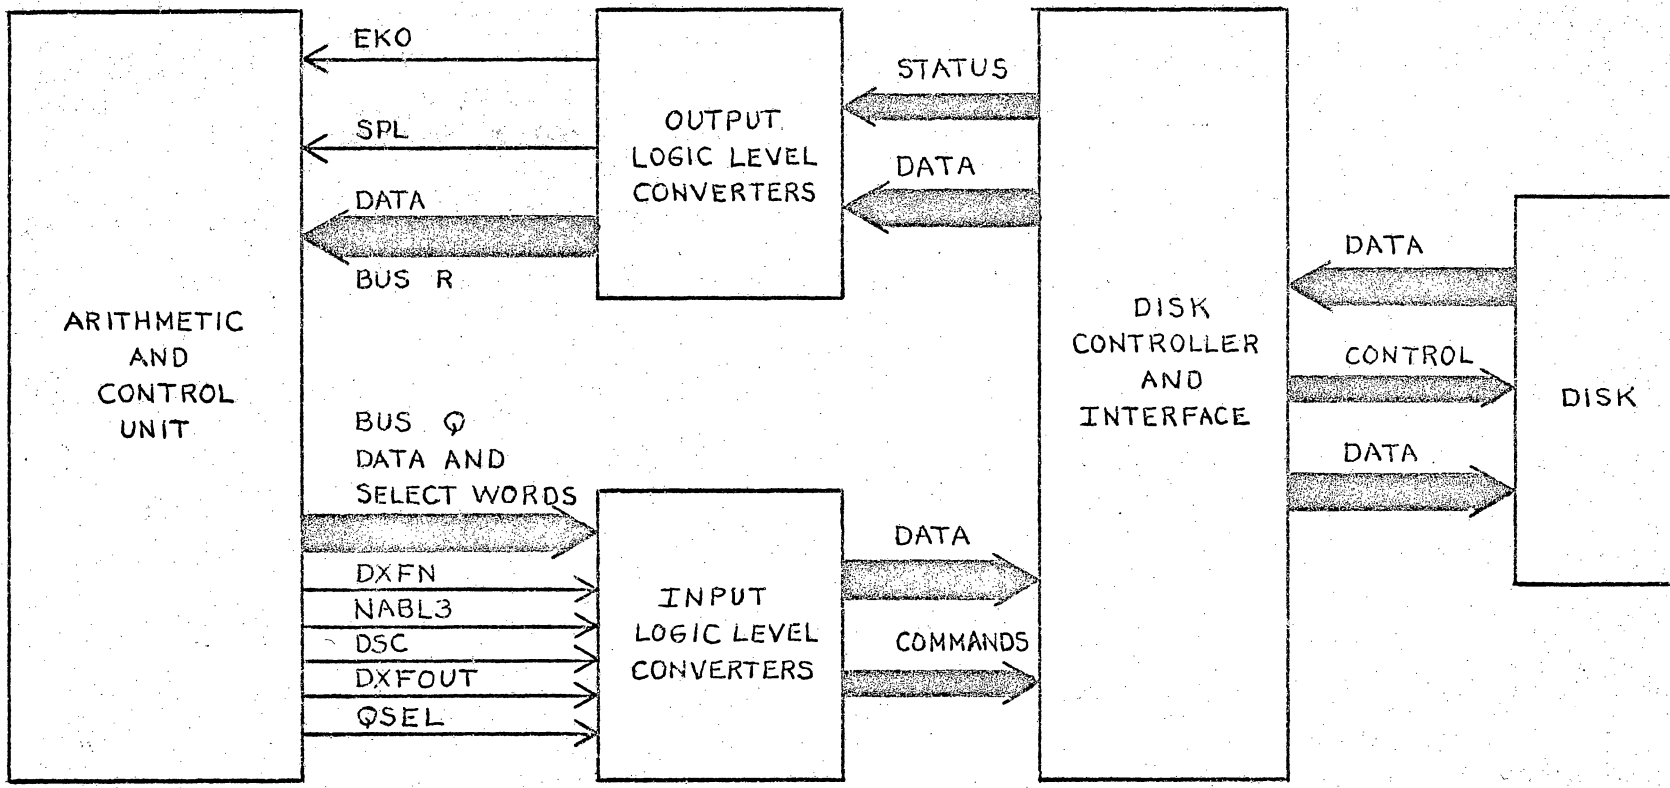 EKO
SPL
DATA
BUS R
ARITHMETIC
AND
CONTROL
UNIT
BUS Q
DATA AND
SELECT WORDS
DXFN
NABL3
DSC
DXFOUT
QSEL
OUTPUT
LOGIC LEVEL
CONVERTERS
INPUT
LOGIC LEVEL
CONVERTERS
STATUS
DATA
DATA
COMMANDS
DISK
CONTROLLER
AND
INTERFACE
DATA
CONTROL
DATA
DISK